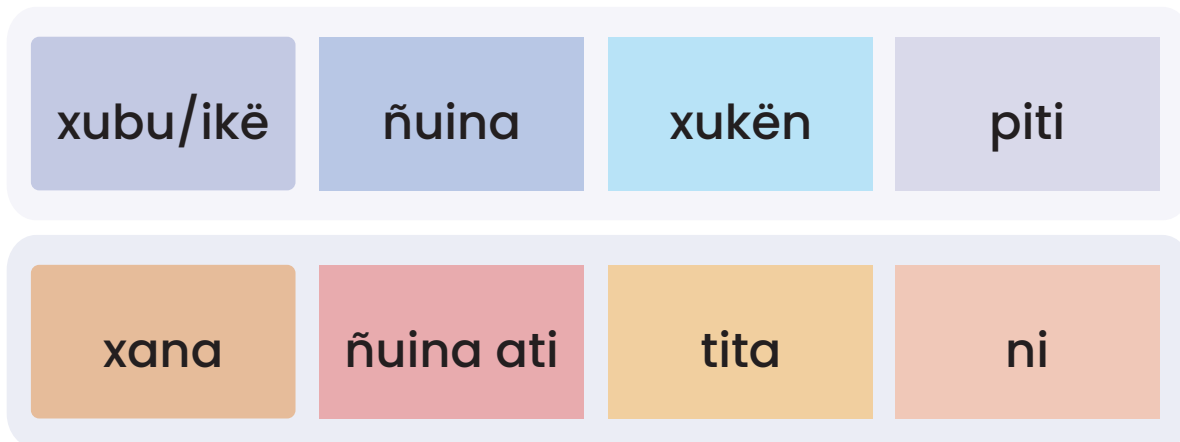 xubu/ikë
ñuina
xukën
piti
xana
ñuina ati
tita
ni